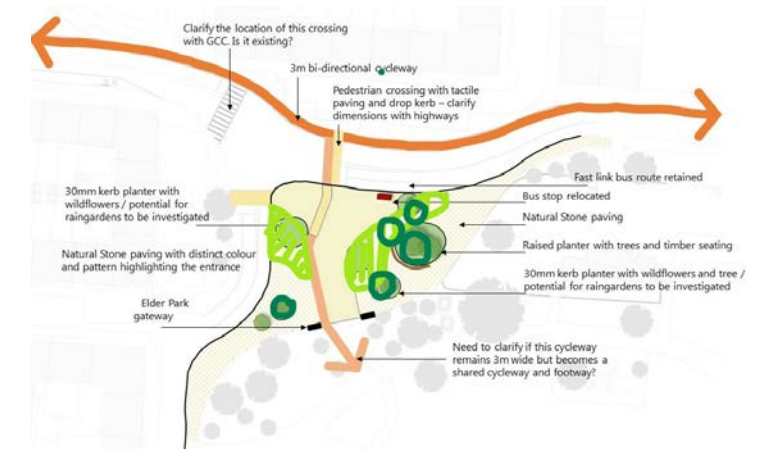 Clarify the location of this crossing
with GCC. Is it existing?
3m bi-directional cycleway
Pedestrian crossing with tactile
paving and drop kerb – clarify
dimensions with highways
Fast link bus route retained
30mm kerb planter with
wildflowers / potential for
raingardens to be investigated
Bus stop relocated
Natural Stone paving
Natural Stone paving with distinct colour
and pattern highlighting the entrance
Raised planter with trees and timber seating
30mm kerb planter with wildflowers and tree /
potential for raingardens to be investigated
Elder Park
gateway
Need to clarify if this cycleway
remains 3m wide but becomes a
shared cycleway and footway?